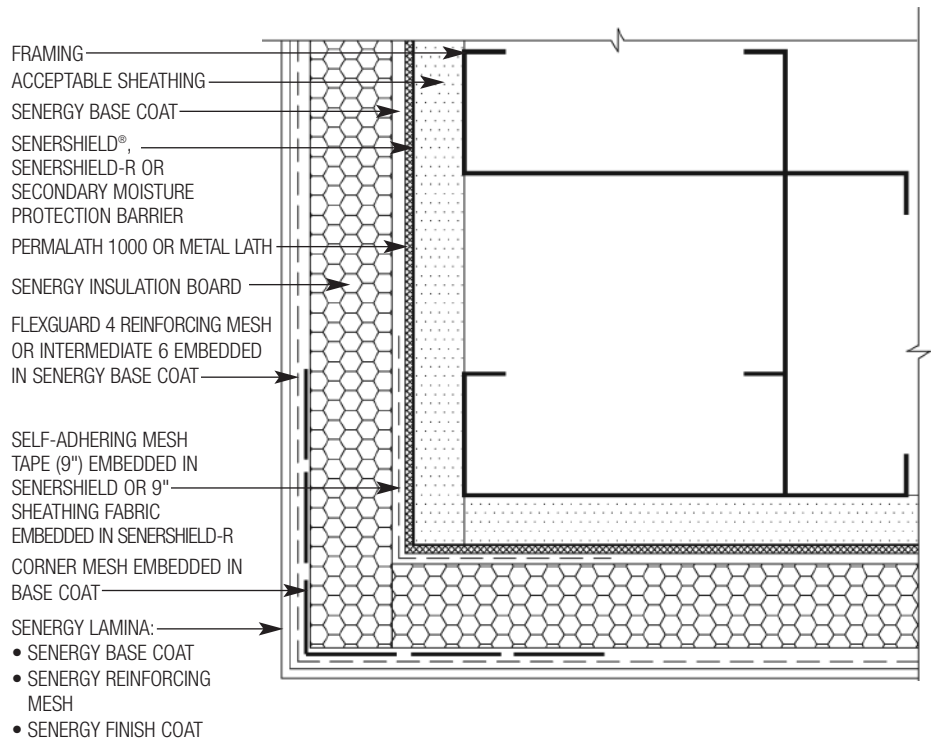 FRAMING
ACCEPTABLE SHEATHING
SENERGY BASE COAT
SENERSHIELD®,
SENERSHIELD-R OR
SECONDARY MOISTURE
PROTECTION BARRIER
PERMALATH 1000 OR METAL LATH
SENERGY INSULATION BOARD
FLEXGUARD 4 REINFORCING MESH
OR INTERMEDIATE 6 EMBEDDED
IN SENERGY BASE COAT
SELF-ADHERING MESH
TAPE (9") EMBEDDED IN
SENERSHIELD OR 9"
SHEATHING FABRIC
EMBEDDED IN SENERSHIELD-R
CORNER MESH EMBEDDED IN
BASE COAT
SENERGY LAMINA:
• SENERGY BASE COAT
• SENERGY REINFORCING
MESH
• SENERGY FINISH COAT